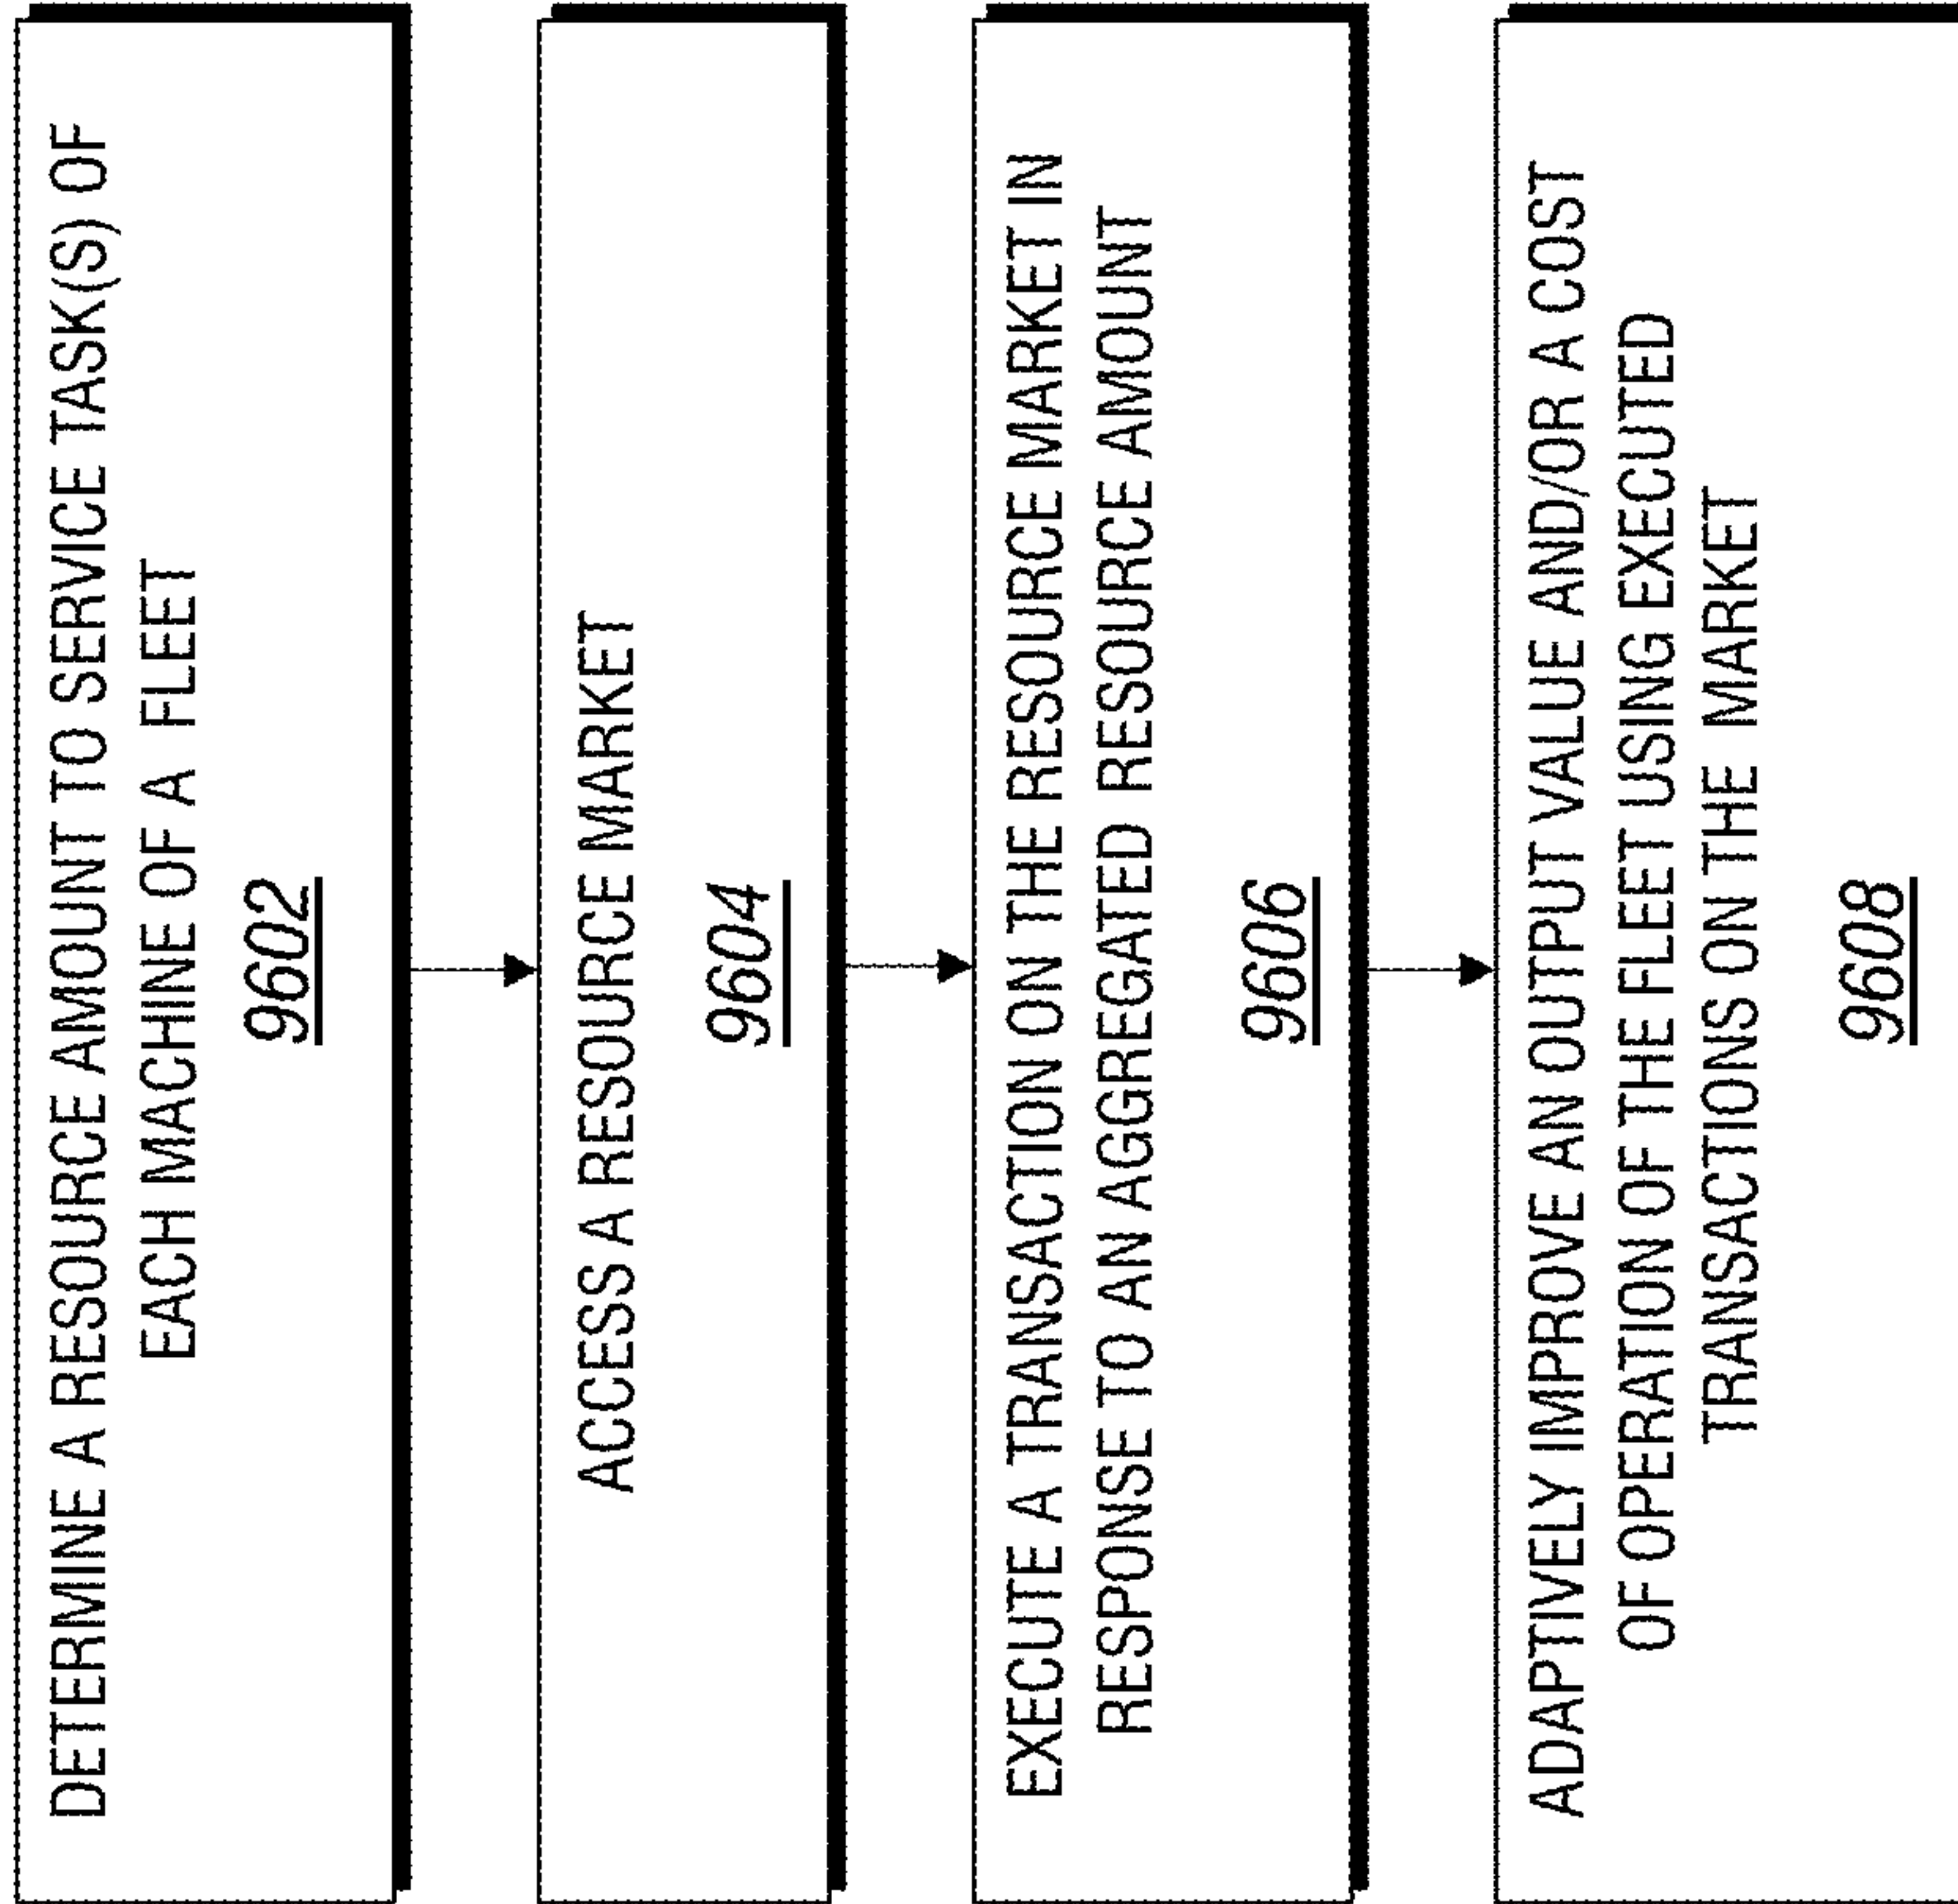 DETERMINE A RESOURCE AMOUNT TO SERVICE TASK(S) OF
EACH MACHINE OF A FLEET
9602
ACCESS A RESOURCE MARKET
9604
EXECUTE A TRANSACTION ON THE RESOURCE MARKET IN
RESPONSE TO AN AGGREGATED RESOURCE AMOUNT
9606
ADAPTIVELY IMPROVE AN OUTPUT VALUE AND/OR A COST
OF OPERATION OF THE FLEET USING EXECUTED
TRANSACTIONS ON THE MARKET
9608